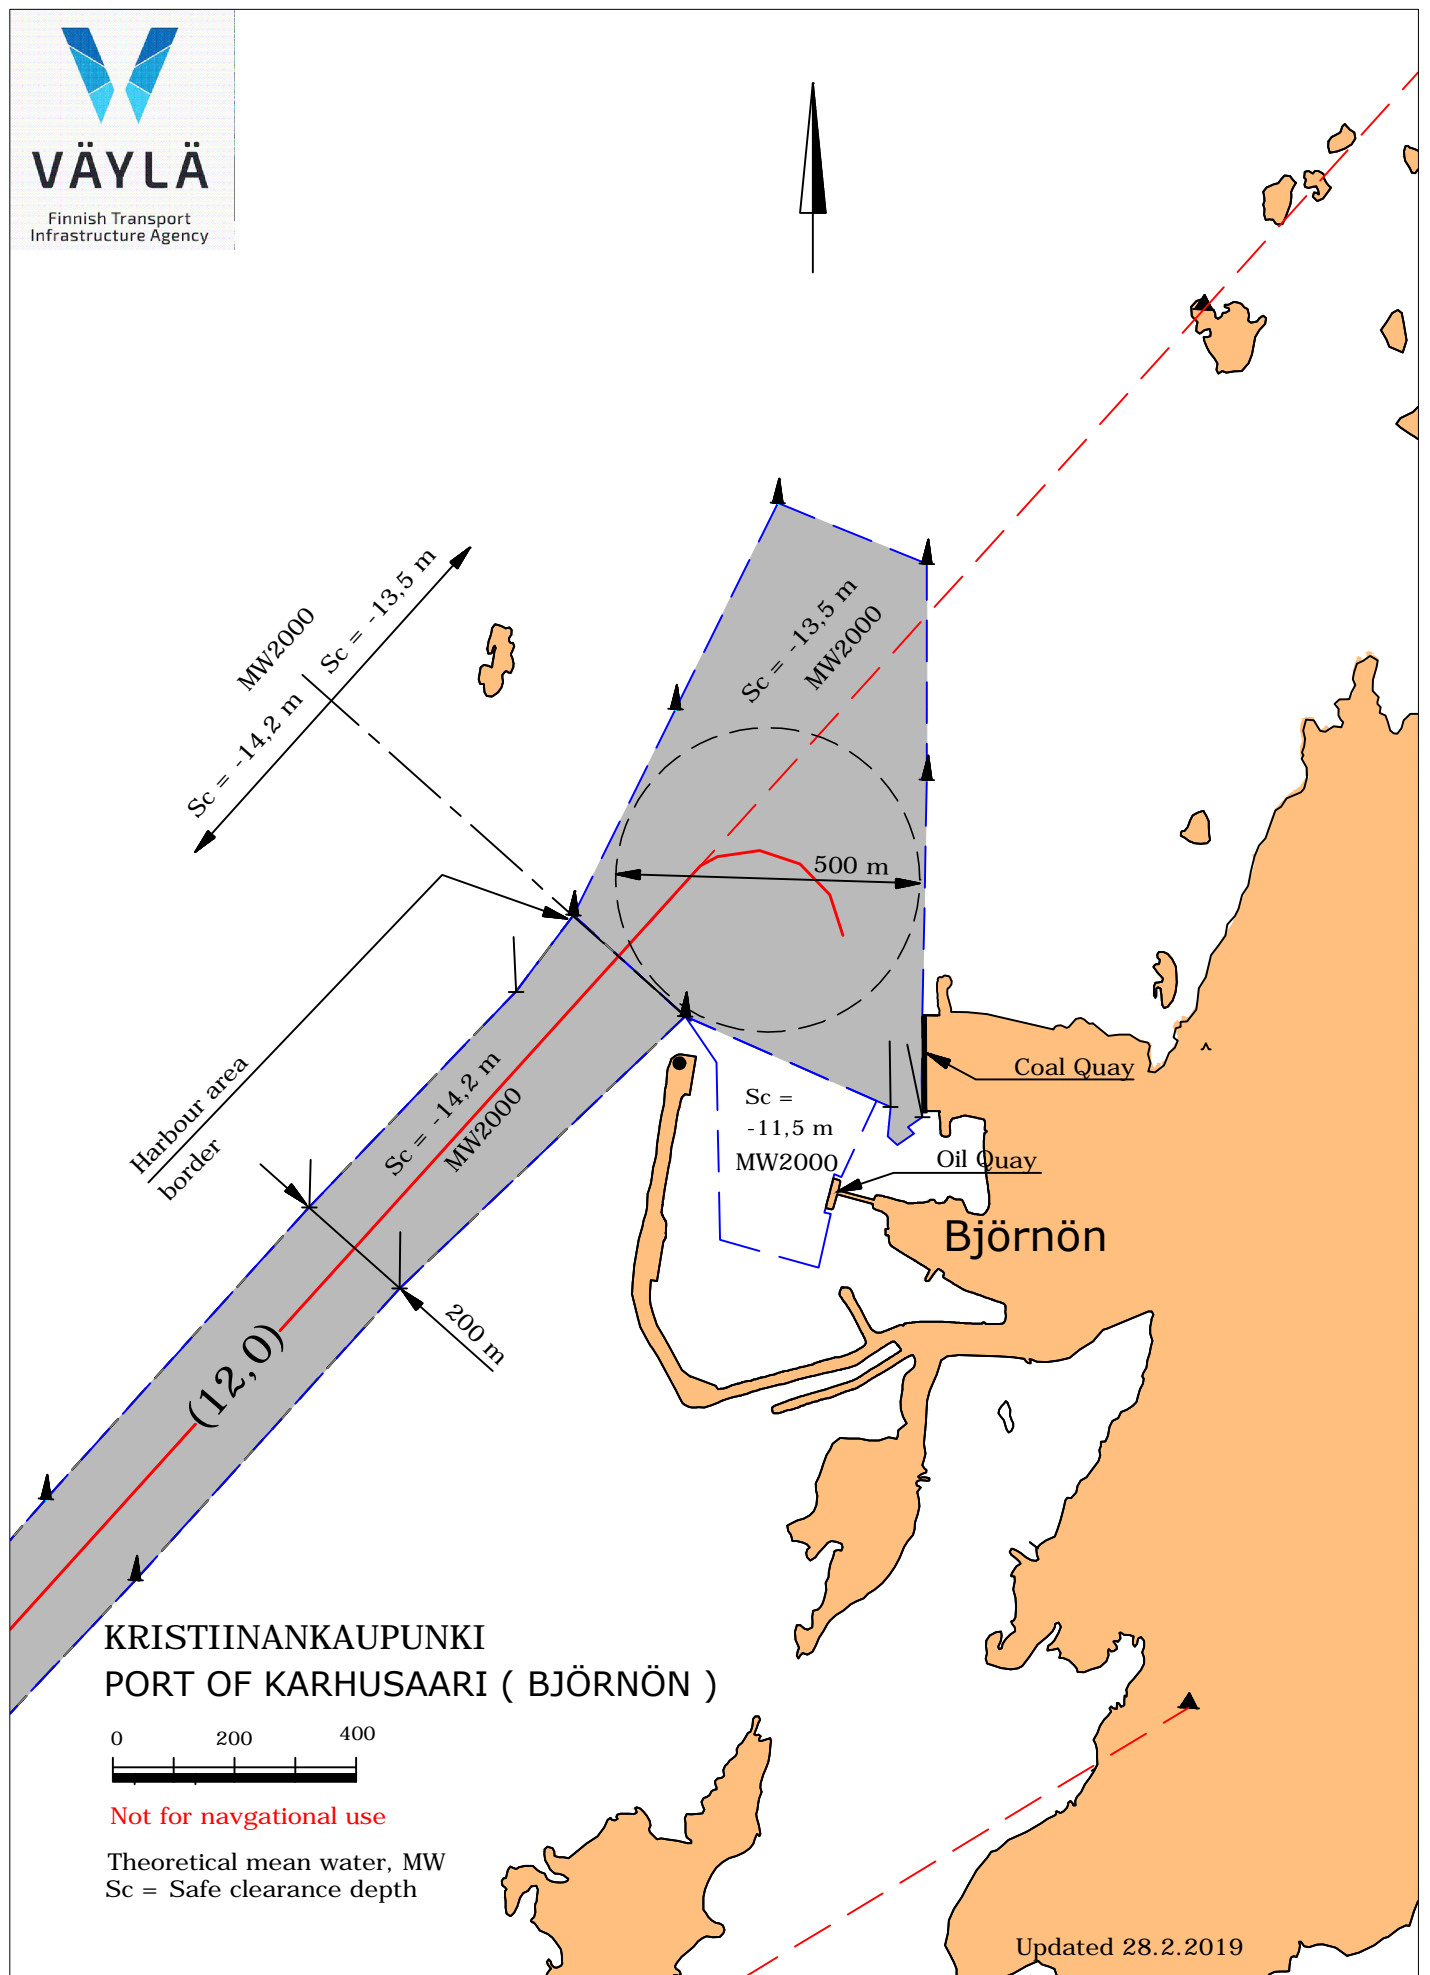 VÄYLÄ
Finnish Transport
Infrastructure Agency
MW2000
Sc = -13,5 m
Sc = -14,2 m
Sc = -13,5 m
MW2000
500 m
Harbour area
border
Sc = -14,2 m
MW2000
Coal Quay
Sc =
-11,5 m
MW2000
Oil Quay
Björnön
200 m
(12,0)
KRISTIINANKAUPUNKI
PORT OF KARHUSAARI ( BJÖRNÖN )
0 200 400
Not for navgational use
Theoretical mean water, MW
Sc = Safe clearance depth
Updated 28.2.2019